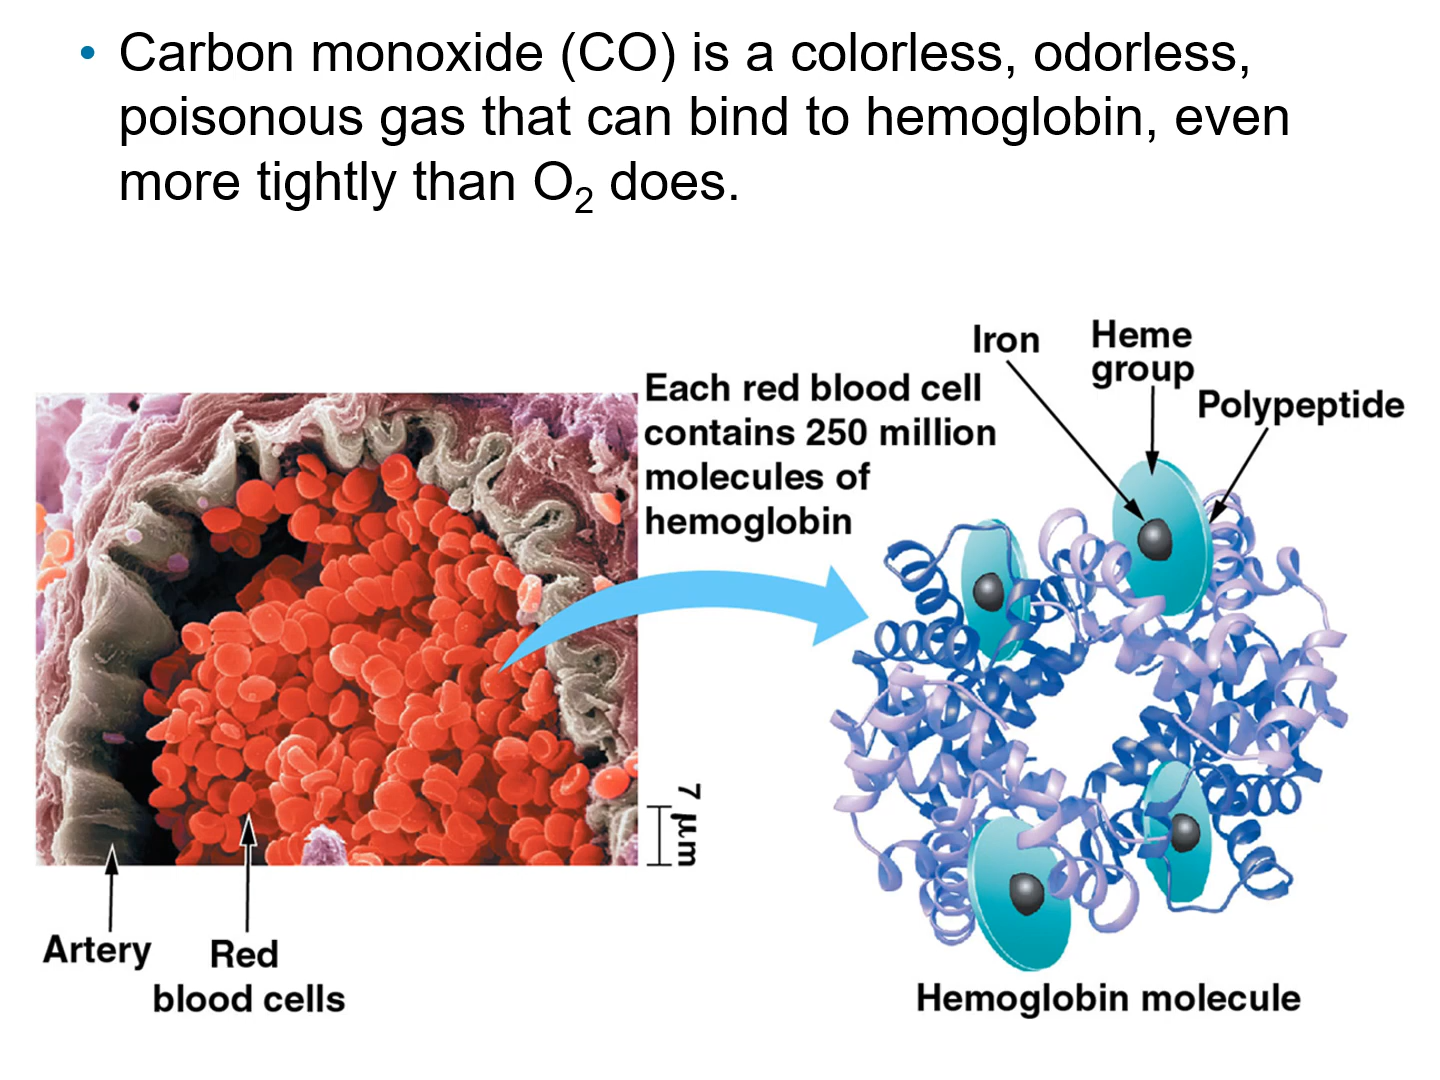 • Carbon monoxide (CO) is a colorless, odorless,
poisonous gas that can bind to hemoglobin, even
more tightly than O₂ does.
Iron
Heme
group
Polypeptide
Each red blood cell
contains 250 million
molecules of
hemoglobin
7 µm
Artery
Red
blood cells
Hemoglobin molecule